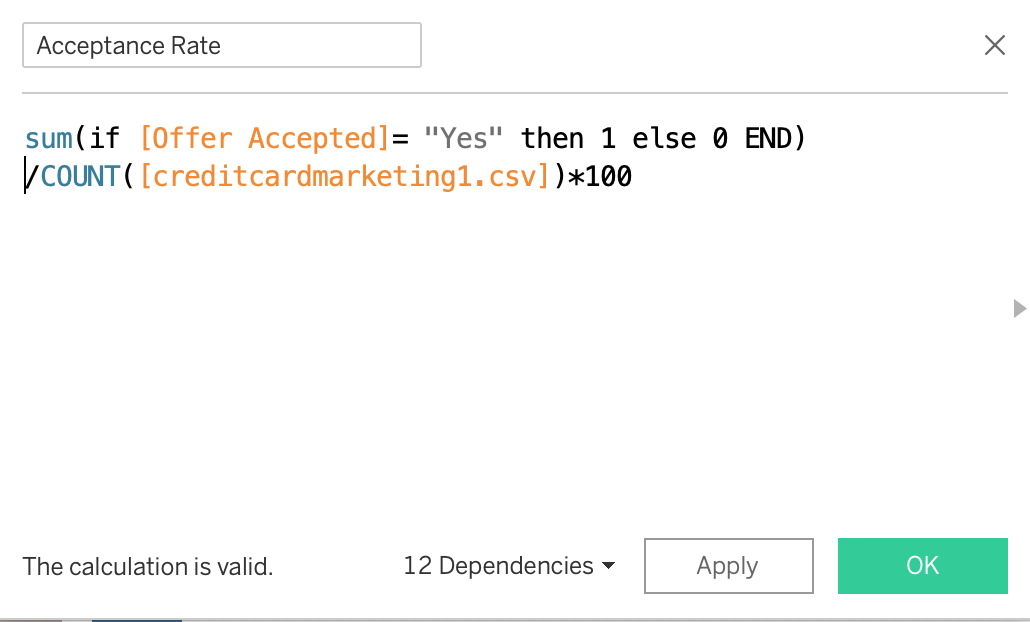 Acceptance Rate
sum(if [Offer Accepted]= "Yes" then 1 else 0 END)
/COUNT([creditcardmarketing1.csv])*100
The calculation is valid.
12 Dependencies
Apply
OK